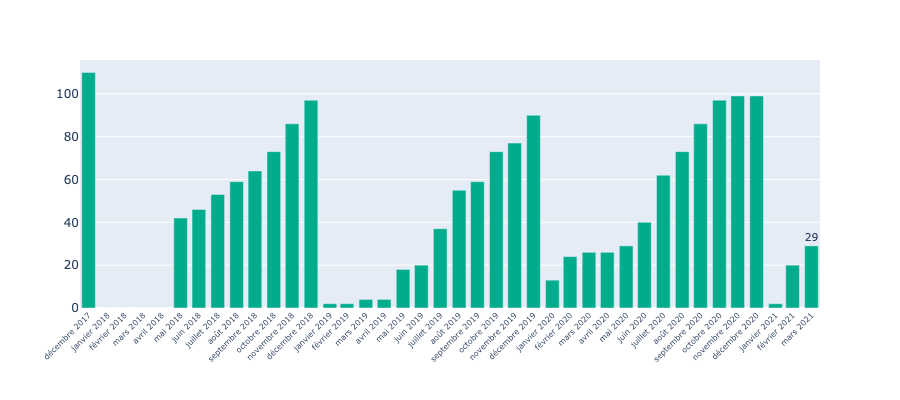 100
80
60
40
20
0
29
décembre 2017
janvier 2018
février 2018
mars 2018
avril 2018
mai 2018
juin 2018
juillet 2018
août 2018
septembre 2018
octobre 2018
novembre 2018
décembre 2018
janvier 2019
février 2019
mars 2019
avril 2019
mai 2019
juin 2019
juillet 2019
août 2019
septembre 2019
octobre 2019
novembre 2019
décembre 2019
janvier 2020
février 2020
mars 2020
avril 2020
mai 2020
juin 2020
juillet 2020
août 2020
septembre 2020
octobre 2020
novembre 2020
décembre 2020
janvier 2021
février 2021
mars 2021